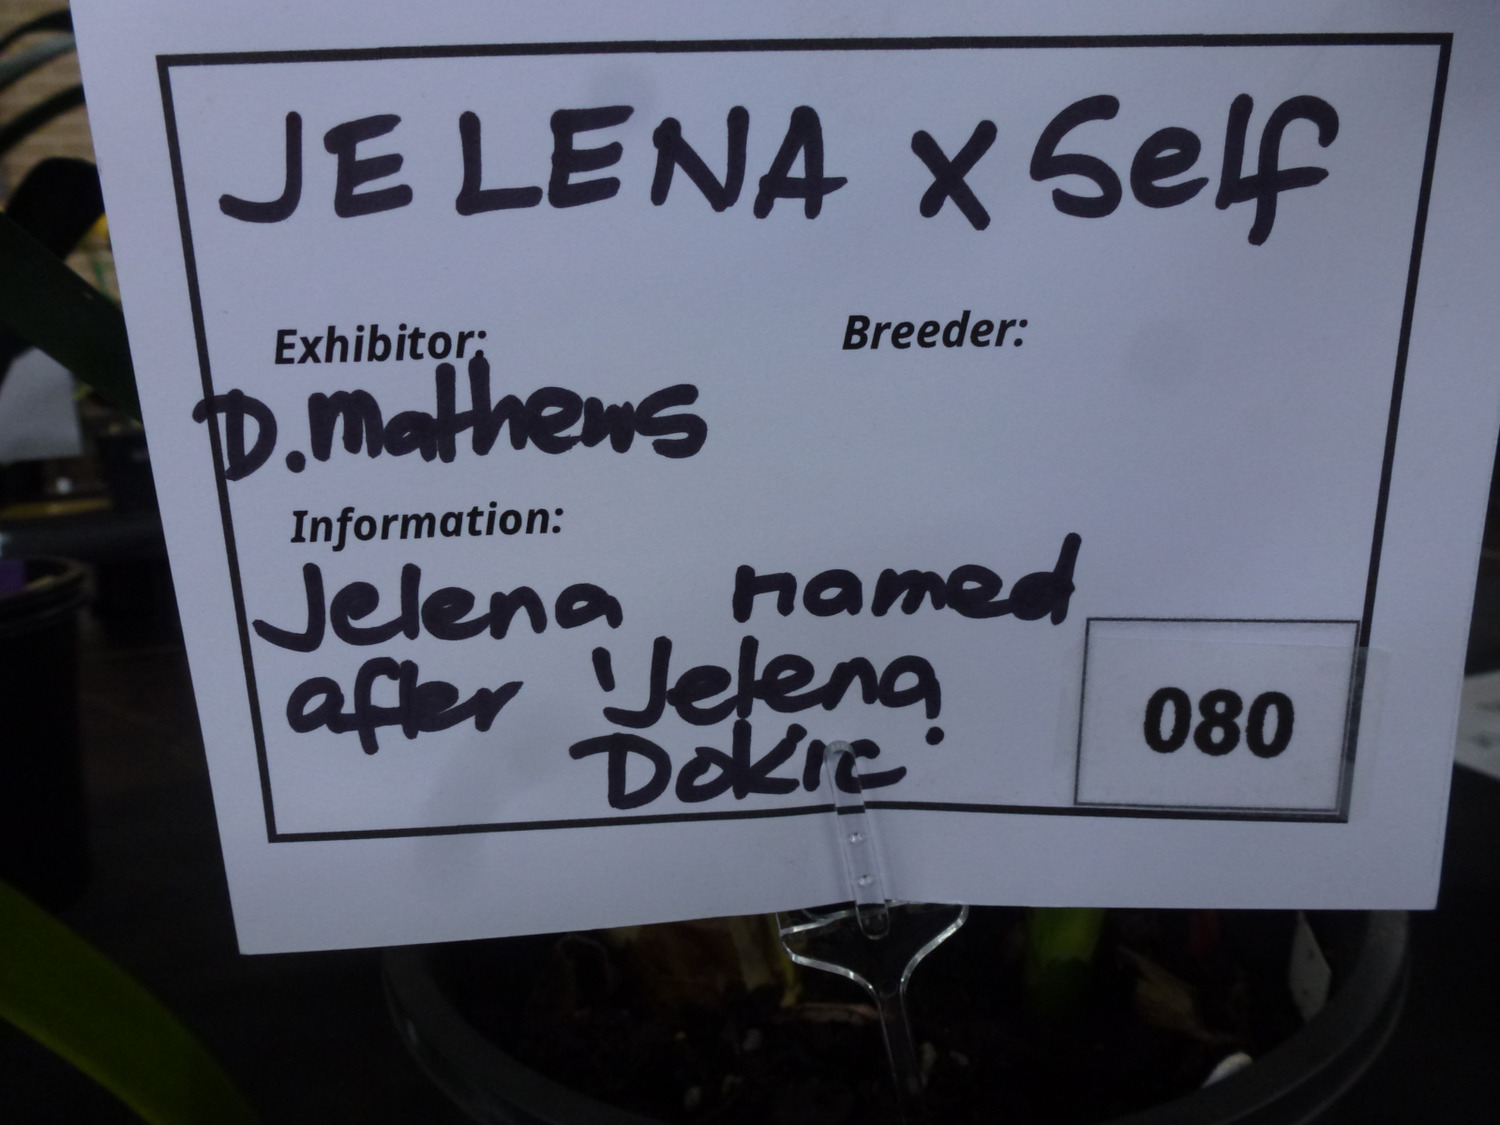 JELENA x Self
Exhibitor:
Breeder:
D. Mathews
Information:
Jelena named
after 'Jelena
Dokic'
080